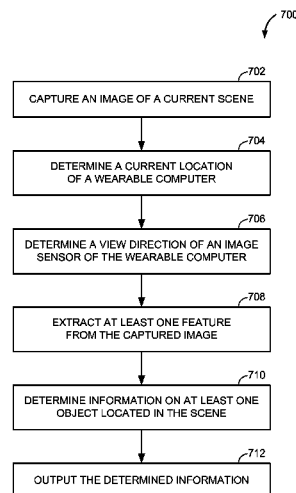 700
702
CAPTURE AN IMAGE OF A CURRENT SCENE
704
DETERMINE A CURRENT LOCATION
OF A WEARABLE COMPUTER
706
DETERMINE A VIEW DIRECTION OF AN IMAGE
SENSOR OF THE WEARABLE COMPUTER
708
EXTRACT AT LEAST ONE FEATURE
FROM THE CAPTURED IMAGE
710
DETERMINE INFORMATION ON AT LEAST ONE
OBJECT LOCATED IN THE SCENE
712
OUTPUT THE DETERMINED INFORMATION